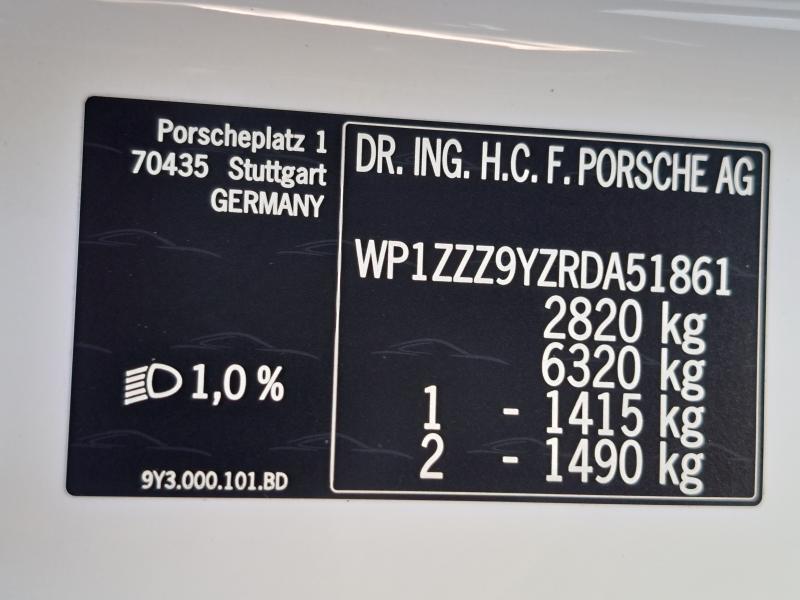 Porscheplatz 1
70435 Stuttgart
GERMANY
1,0 %
9Y3.000.101.BD
DR. ING. H.C. F. PORSCHE AG
WP1ZZZ9YZRDA51861
2820 kg
6320 kg
1 - 1415 kg
2 - 1490 kg